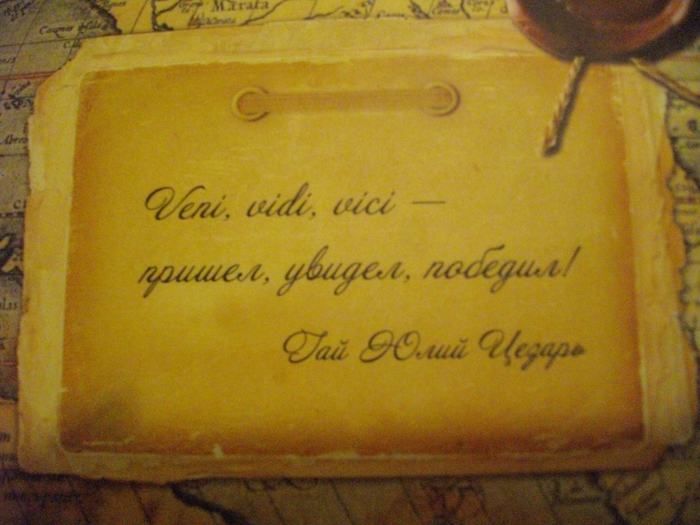 Veni, vidi, vici —
пришел, увидел, победил!
Гай Юлий Цезарь